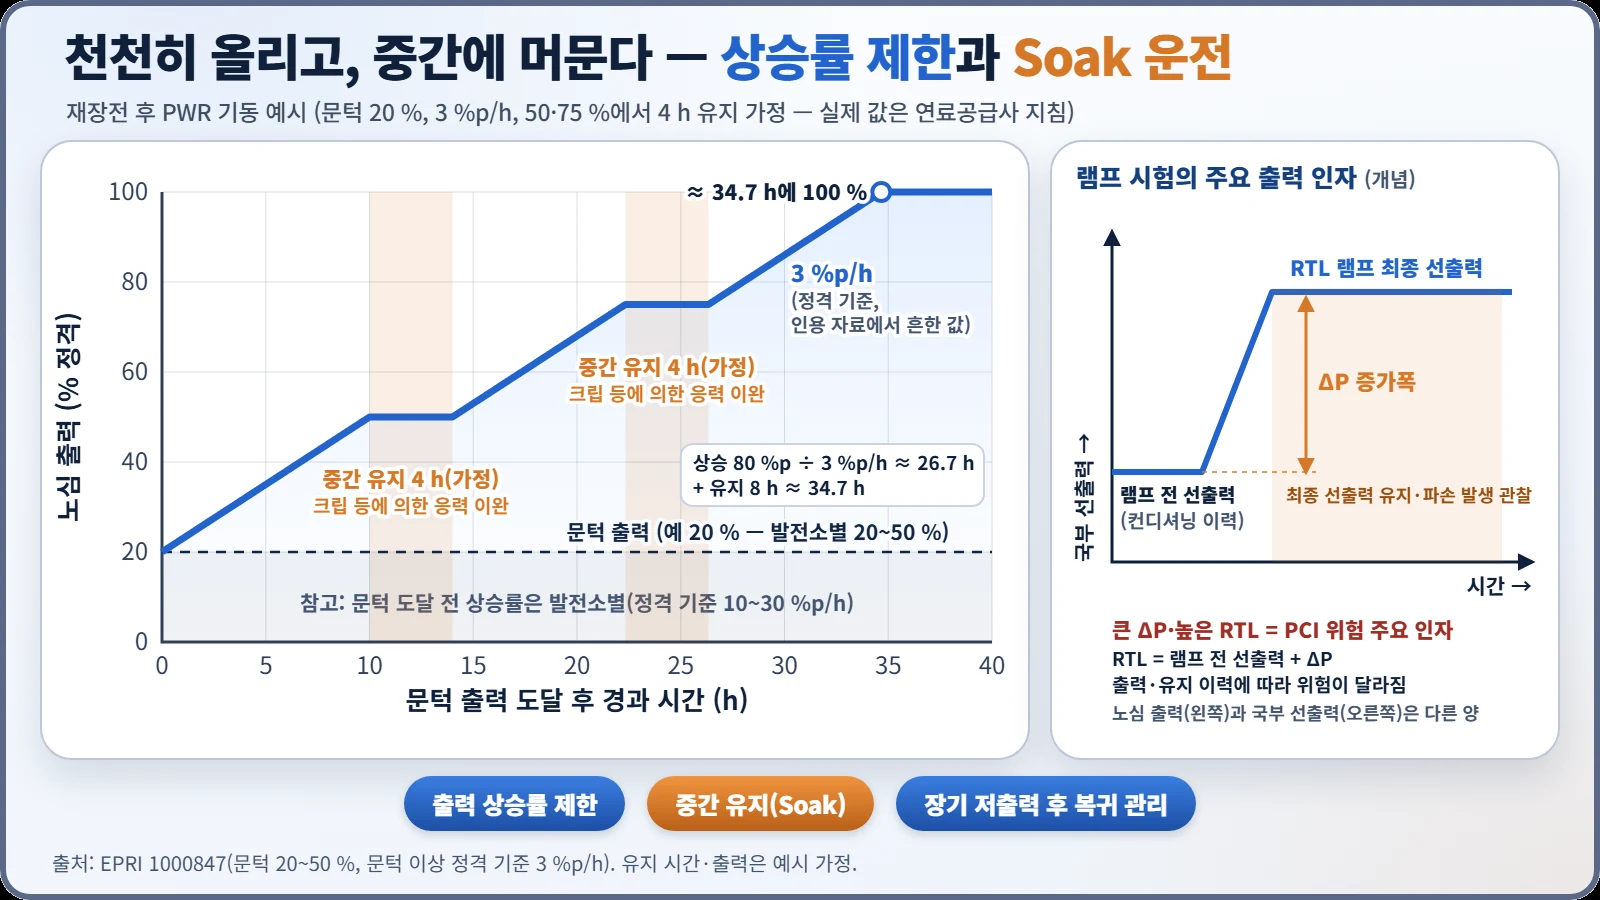 천천히 올리고, 중간에 머문다 — 상승률 제한과 Soak 운전
재장전 후 PWR 기동 예시 (문턱 20 %, 3 %p/h, 50·75 %에서 4 h 유지 가정 — 실제 값은 연료공급사 지침)
노심 출력 (% 정격)
100
80
60
40
20
0
≈ 34.7 h에 100 %
3 %p/h
(정격 기준,
인용 자료에서 흔한 값)
중간 유지 4 h(가정)
크립 등에 의한 응력 이완
중간 유지 4 h(가정)
크립 등에 의한 응력 이완
상승 80 %p ÷ 3 %p/h ≈ 26.7 h
+ 유지 8 h ≈ 34.7 h
문턱 출력 (예 20 % — 발전소별 20~50 %)
참고: 문턱 도달 전 상승률은 발전소별(정격 기준 10~30 %p/h)
0 5 10 15 20 25 30 35 40
문턱 출력 도달 후 경과 시간 (h)
램프 시험의 주요 출력 인자 (개념)
RTL 램프 최종 선출력
ΔP 증가폭
국부 선출력 →
램프 전 선출력
(컨디셔닝 이력)
최종 선출력 유지·파손 발생 관찰
시간 →
큰 ΔP·높은 RTL = PCI 위험 주요 인자
RTL = 램프 전 선출력 + ΔP
출력·유지 이력에 따라 위험이 달라짐
노심 출력(왼쪽)과 국부 선출력(오른쪽)은 다른 양
출력 상승률 제한
중간 유지(Soak)
장기 저출력 후 복귀 관리
출처: EPRI 1000847(문턱 20~50 %, 문턱 이상 정격 기준 3 %p/h). 유지 시간·출력은 예시 가정.